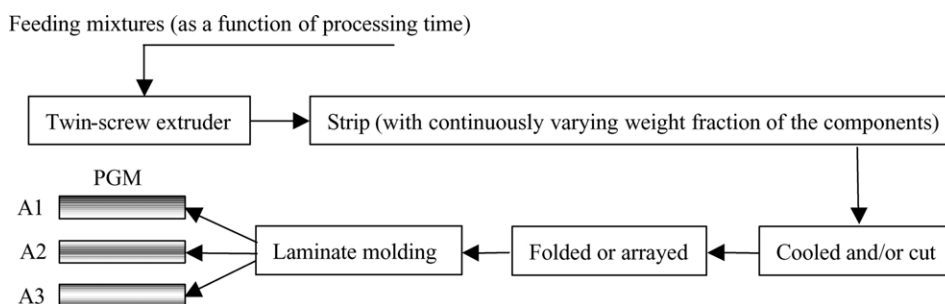 Feeding mixtures (as a function of processing time)
Twin-screw extruder
Strip (with continuously varying weight fraction of the components)
PGM
A1
A2
A3
Laminate molding
Folded or arrayed
Cooled and/or cut